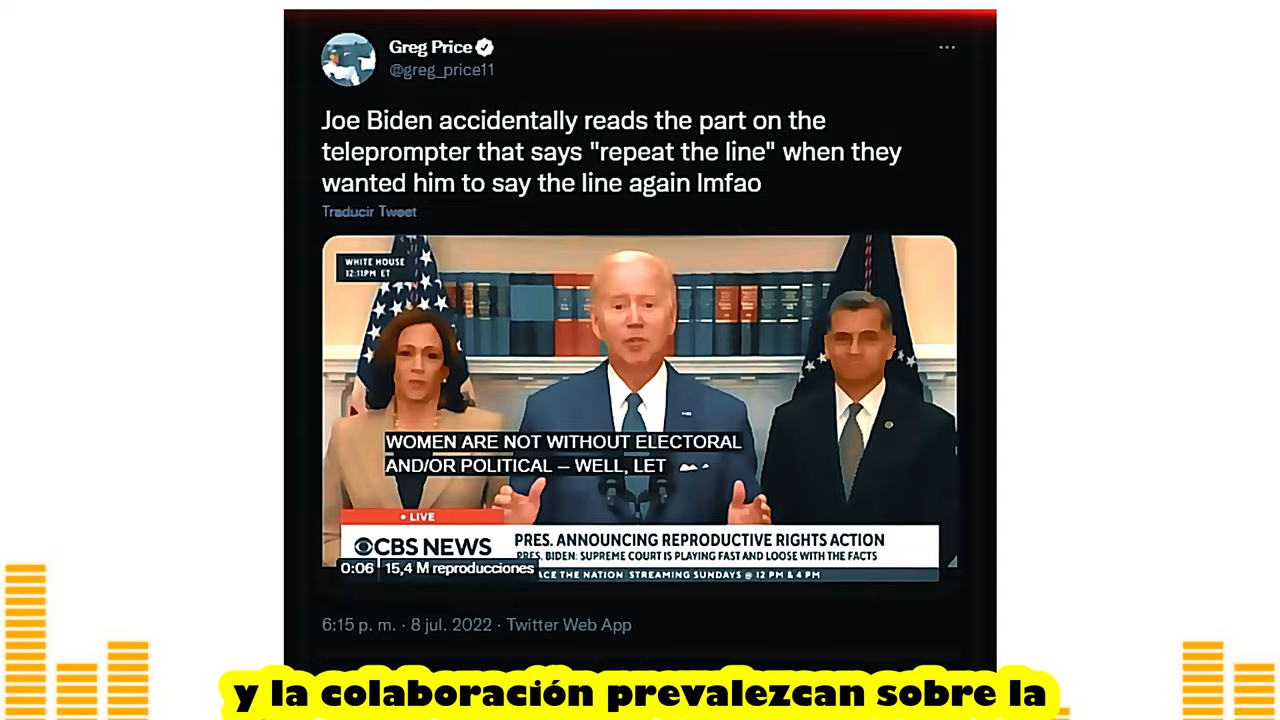 Greg Price
@greg_price11
Joe Biden accidentally reads the part on the
teleprompter that says "repeat the line" when they
wanted him to say the line again lmfao
Traducir Tweet
WHITE HOUSE
12:11PM ET
WOMEN ARE NOT WITHOUT ELECTORAL
AND/OR POLITICAL — WELL, LET
• LIVE
CBS NEWS
PRES. ANNOUNCING REPRODUCTIVE RIGHTS ACTION
PRES. BIDEN: SUPREME COURT IS PLAYING FAST AND LOOSE WITH THE FACTS
0:06 15,4 M reproducciones
THE NATION STREAMING SUNDAYS @ 12 PM & 4 PM
6:15 p. m. · 8 jul. 2022 · Twitter Web App
y la colaboración prevalezcan sobre la